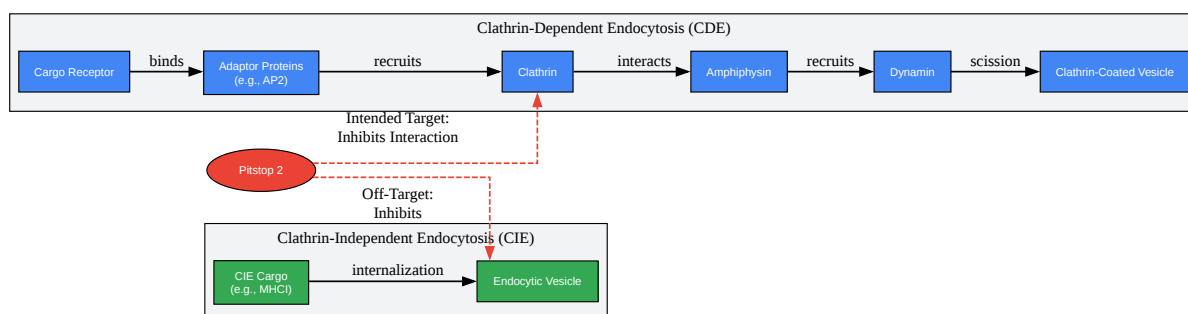 Clathrin-Dependent Endocytosis (CDE)
Cargo Receptor
binds
Adaptor Proteins
(e.g., AP2)
recruits
Clathrin
interacts
Amphiphysin
recruits
Dynamin
scission
Clathrin-Coated Vesicle
Intended Target:
Inhibits Interaction
Pitstop 2
Off-Target:
Inhibits
Clathrin-Independent Endocytosis (CIE)
CIE Cargo
(e.g., MHCI)
internalization
Endocytic Vesicle